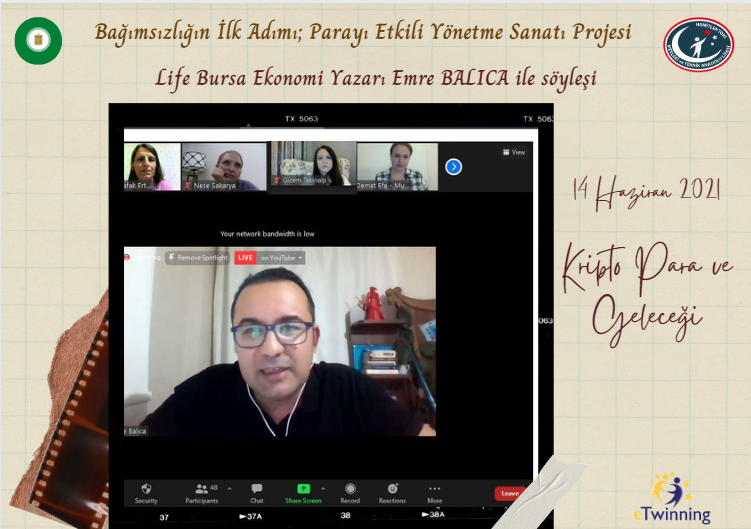 Bağımsızlığın İlk Adımı; Parayı Etkili Yönetme Sanatı Projesi
Life Bursa Ekonomi Yazarı Emre BALICA ile söyleşi
TX 5063
TX 5063
View
afak Ert...
Nese Sakarya
Gizem Tekinalp
Demet Efe - Mu...
14 Haziran 2021
Your network bandwidth is low
Remove Spotlight
LIVE
on YouTube
Kripto Para ve
Geleceği
063
Balica
Security
Participants
48
Chat
Share Screen
Record
Reactions
More
Leave
37
37A
38
38A
eTwinning